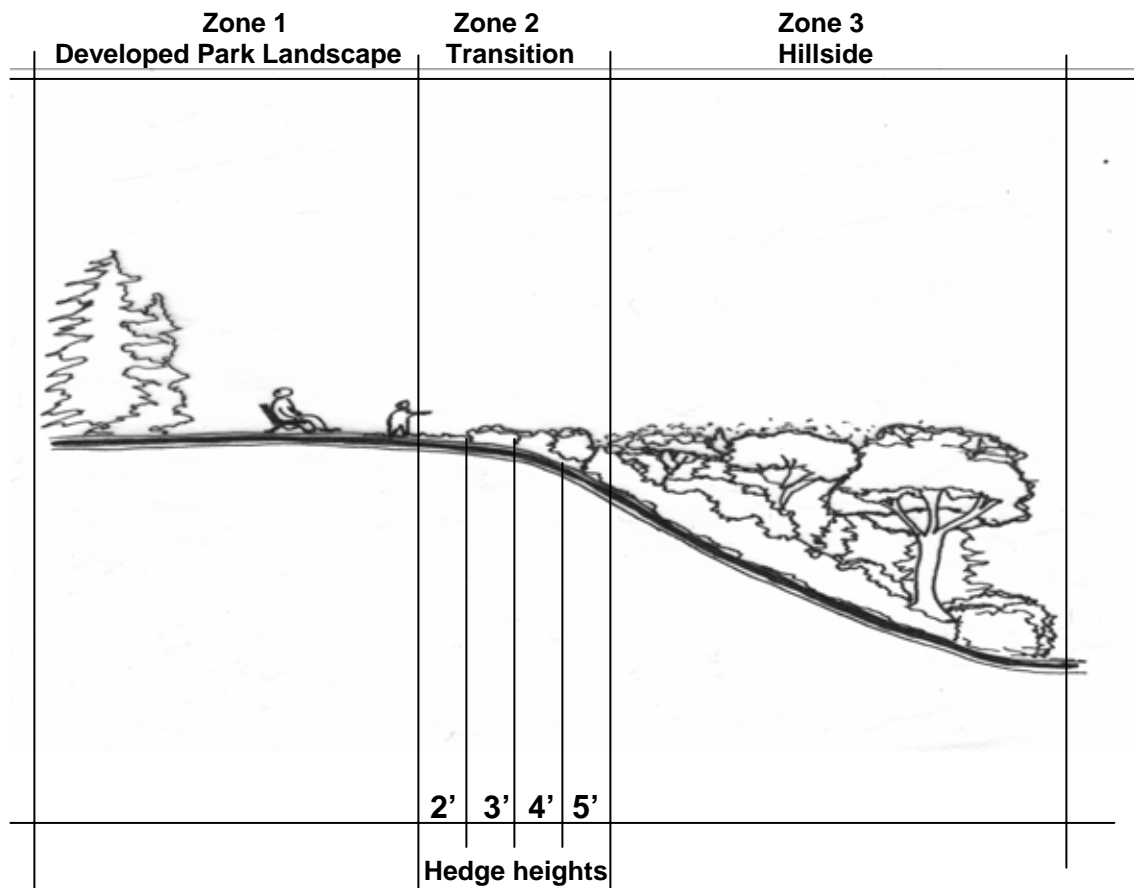 Zone 1
Developed Park Landscape
Zone 2
Transition
Zone 3
Hillside
2’ 3’ 4’ 5’
Hedge heights